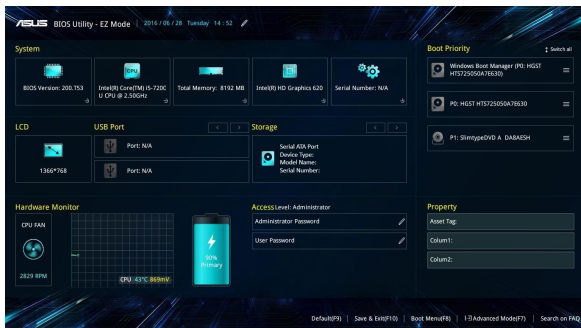 ASUS BIOS Utility - EZ Mode 2016/06/28 Tuesday 14:52
System
BIOS Version: 200.T53
CPU
Intel(R) Core(TM) i5-7200
U CPU @ 2.50GHz
Total Memory: 8192 MB
Intel(R) HD Graphics 620
Serial Number: N/A
LCD
1366*768
USB Port
Port: N/A
Port: N/A
Storage
Serial ATA Port
Device Type:
Model Name:
Serial Number:
Hardware Monitor
CPU FAN
2829 RPM
CPU 43°C 869mV
90%
Primary
Access Level: Administrator
Administrator Password
User Password
Boot Priority
Switch all
Windows Boot Manager (P0: HGST
HTS725050A7E630)
P0: HGST HTS725050A7E630
P1: SlimtypeDVD A DA8AESH
Property
Asset Tag:
Colum1:
Colum2:
Default(F9) | Save & Exit(F10) | Boot Menu(F8) | Advanced Mode(F7) | Search on FAQ